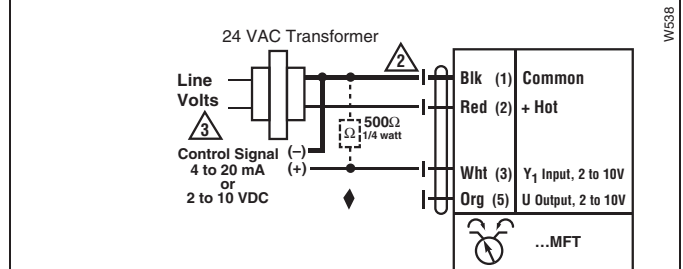 W538
24 VAC Transformer
2
Line
Volts
3
Blk (1) Common
Red (2) + Hot
Ω 500Ω
1/4 watt
Control Signal (–)
4 to 20 mA (+)
or
2 to 10 VDC
Wht (3) Y1 Input, 2 to 10V
Org (5) U Output, 2 to 10V
...MFT